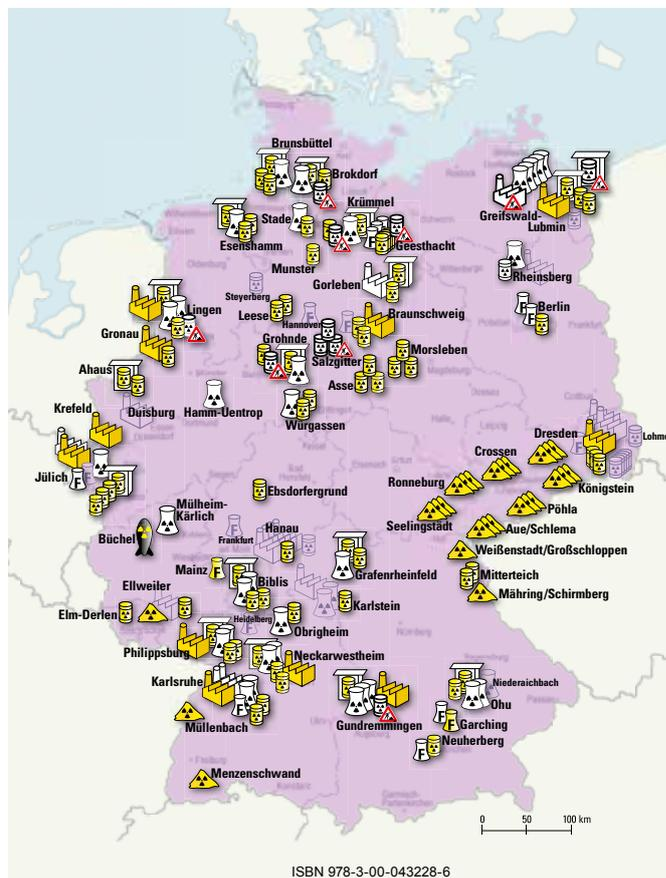 Brunsbüttel
Brokdorf
Krümmel
Stade
Esenshamm
Geesthacht
Greifswald-
Lubmin
Munster
Rheinsberg
Gorleben
Steyerberg
Lingen
Leese
Hannover
Braunschweig
Berlin
Gronau
Grohnde
Salzgitter
Morsleben
Ahaus
Asse
Krefeld
Duisburg
Hamm-Uentrop
Würgassen
Dresden
Lohm
Crossen
Jülich
Ronneburg
Königstein
Ebsdorfergrund
Pöhla
Seelingstädt
Mülheim-
Kärlich
Aue/Schlema
Büchel
Frankfurt
Hanau
Weißenstadt/Großschloppen
Mainz
Grafenrheinfeld
Mitterteich
Ellweiler
Biblis
Mähring/Schirmberg
Elm-Derlen
Karlstein
Heidelberg
Obrigheim
Philippsburg
Neckarwestheim
Karlsruhe
Niederaichbach
Ohu
Müllenbach
Gundremmingen
Garching
Neuherberg
Menzenschwand
0 50 100 km
ISBN 978-3-00-043228-6